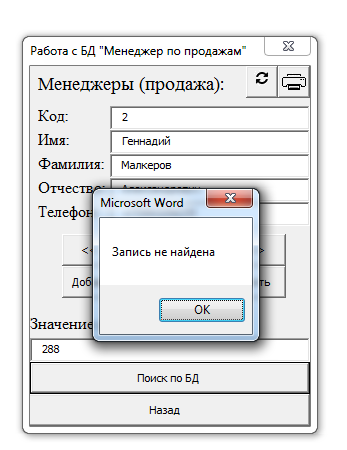 Работа с БД "Менеджер по продажам"
Менеджеры (продажа):
Код: 2
Имя: Геннадий
Фамилия: Малкеров
Отчество:
Телефон
Microsoft Word
Запись не найдена
OK
Значение
288
Поиск по БД
Назад